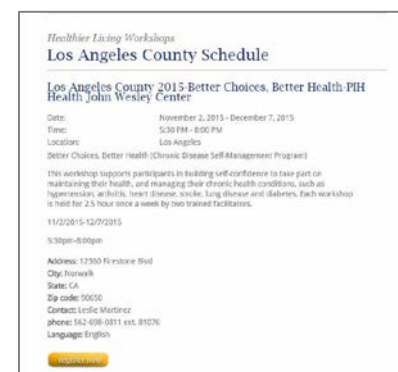 Healthier Living Workshops
Los Angeles County Schedule
Los Angeles County 2015-Better Choices, Better Health-PIH
Health John Wesley Center
Date: November 2, 2015 - December 7, 2015
Time: 5:30 PM - 8:00 PM
Location: Los Angeles
Better Choices, Better Health (Chronic Disease Self-Management Program)
This workshop supports participants in building self-confidence to take part on
maintaining their health, and managing their chronic health conditions, such as
hypertension, arthritis, heart disease, stroke, lung disease and diabetes. Each workshop
is held for 2.5 hour once a week by two trained facilitators.
11/2/2015-12/7/2015
5:30pm-8:00pm
Address: 12360 Firestone Blvd
City: Norwalk
State: CA
Zip code: 90650
Contact: Leslie Martinez
phone: 562-698-0811 ext. 81076
Language: English
register now!